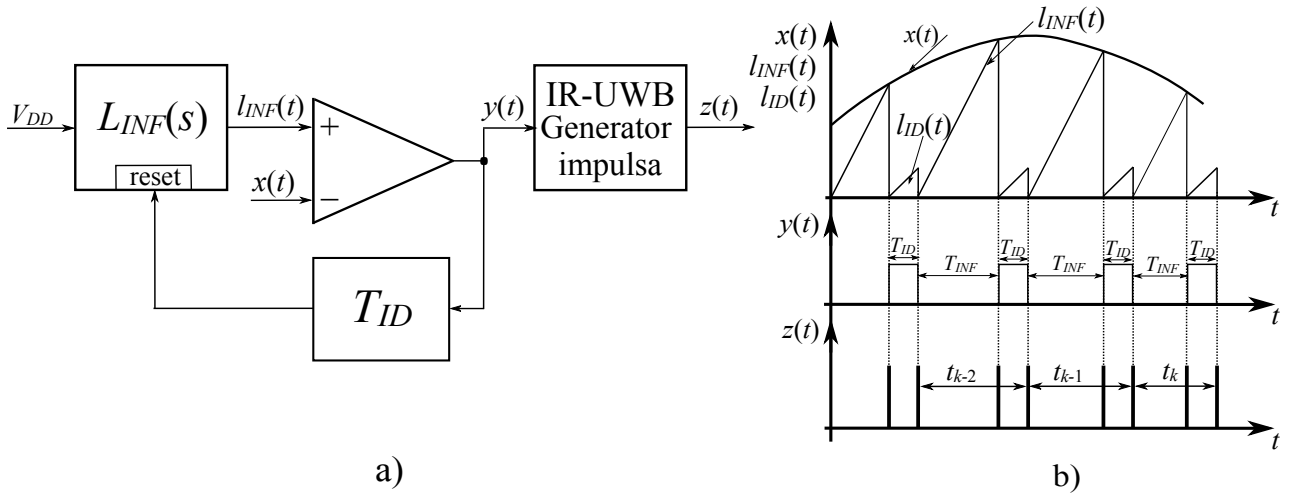 V_DD
L_INF(s)
reset
l_INF(t)
+
x(t)
−
y(t)
IR-UWB
Generator
impulsa
z(t)
T_ID
a)
x(t)
l_INF(t)
l_ID(t)
x(t)
l_INF(t)
l_ID(t)
t
y(t)
T_ID
T_INF
T_ID
T_INF
T_ID
T_INF
T_ID
t
z(t)
t_k-2
t_k-1
t_k
t
b)